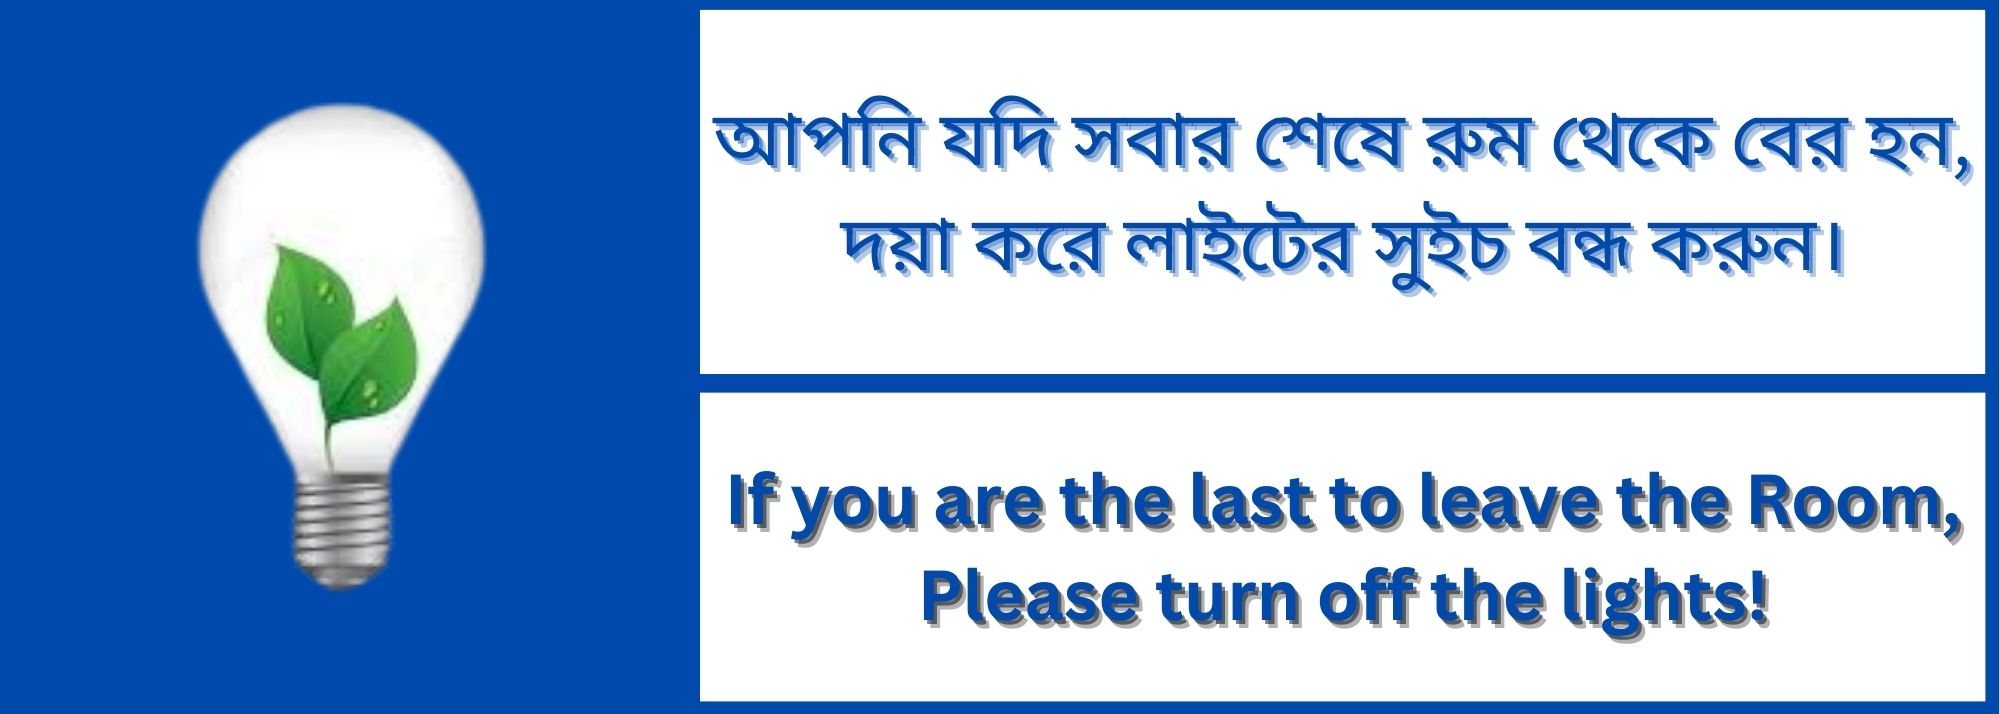 আপনি যদি সবার শেষে রুম থেকে বের হন,
দয়া করে লাইটের সুইচ বন্ধ করুন।
If you are the last to leave the Room,
Please turn off the lights!